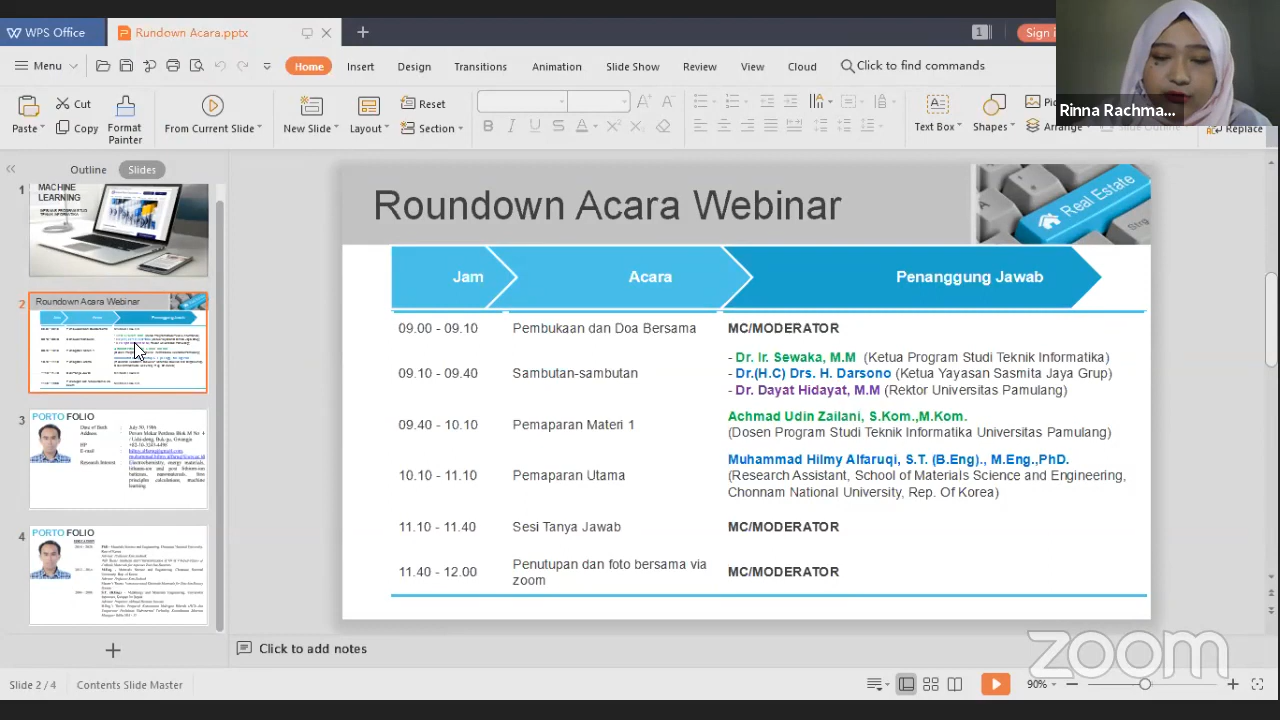 WPS Office
Rundown Acara.pptx
1
Menu
Home
Insert
Design
Transitions
Animation
Slide Show
Review
View
Cloud
Click to find commands
Rinna Rachma...
Paste
Cut
Copy
Format
Painter
From Current Slide
New Slide
Layout
Reset
Section
Text Box
Shapes
Arrange
Replace
Outline
Slides
1
MACHINE
LEARNING
2
Roundown Acara Webinar
3
PORTO FOLIO
4
PORTO FOLIO
Roundown Acara Webinar
Real Estate
Jam
Acara
Penanggung Jawab
09.00 - 09.10 Pembukaan dan Doa Bersama MC/MODERATOR
09.10 - 09.40 Sambutan-sambutan
- Dr. Ir. Sewaka, M.M (Ketua Program Studi Teknik Informatika)
- Dr.(H.C) Drs. H. Darsono (Ketua Yayasan Sasmita Jaya Grup)
- Dr. Dayat Hidayat, M.M (Rektor Universitas Pamulang)
09.40 - 10.10 Pemaparan Materi 1
Achmad Udin Zailani, S.Kom.,M.Kom.
(Dosen Program Studi Teknik Informatika Universitas Pamulang)
10.10 - 11.10 Pemaparan Utama
Muhammad Hilmy Alfaruqi, S.T. (B.Eng)., M.Eng.,PhD.
(Research Assistant, School of Materials Science and Engineering,
Chonnam National University, Rep. Of Korea)
11.10 - 11.40 Sesi Tanya Jawab MC/MODERATOR
11.40 - 12.00 Penutupan dan foto bersama via
zoom
MC/MODERATOR
Click to add notes
zoom
Slide 2 / 4
Contents Slide Master
90%